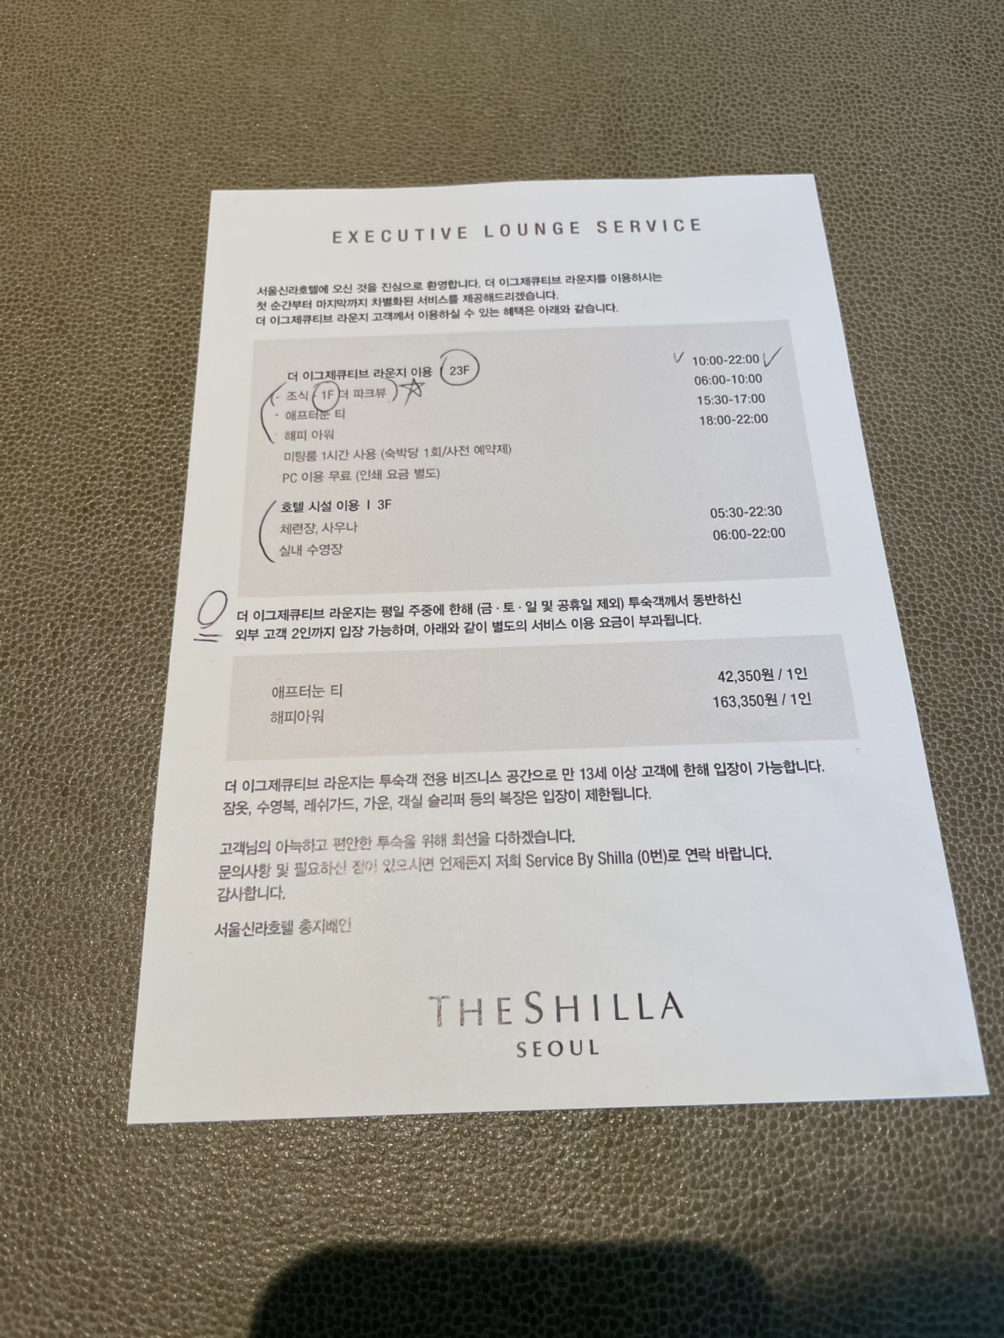 EXECUTIVE LOUNGE SERVICE
서울신라호텔에 오신 것을 진심으로 환영합니다. 더 이그제큐티브 라운지를 이용하시는
첫 순간부터 마지막까지 차별화된 서비스를 제공해드리겠습니다.
더 이그제큐티브 라운지 고객께서 이용하실 수 있는 혜택은 아래와 같습니다.
더 이그제큐티브 라운지 이용 23F 10:00-22:00
· 조식 1F 더 파크뷰 06:00-10:00
· 애프터눈 티 15:30-17:00
· 해피 아워 18:00-22:00
미팅룸 1시간 사용 (숙박당 1회/사전 예약제)
PC 이용 무료 (인쇄 요금 별도)
호텔 시설 이용 I 3F
체련장, 사우나 05:30-22:30
실내 수영장 06:00-22:00
더 이그제큐티브 라운지는 평일 주중에 한해 (금 · 토 · 일 및 공휴일 제외) 투숙객께서 동반하신
외부 고객 2인까지 입장 가능하며, 아래와 같이 별도의 서비스 이용 요금이 부과됩니다.
애프터눈 티 42,350원 / 1인
해피아워 163,350원 / 1인
더 이그제큐티브 라운지는 투숙객 전용 비즈니스 공간으로 만 13세 이상 고객에 한해 입장이 가능합니다.
잠옷, 수영복, 레쉬가드, 가운, 객실 슬리퍼 등의 복장은 입장이 제한됩니다.
고객님의 아늑하고 편안한 투숙을 위해 최선을 다하겠습니다.
문의사항 및 필요하신 점이 있으시면 언제든지 저희 Service By Shilla (0번)로 연락 바랍니다.
감사합니다.
서울신라호텔 총지배인
THE SHILLA
SEOUL